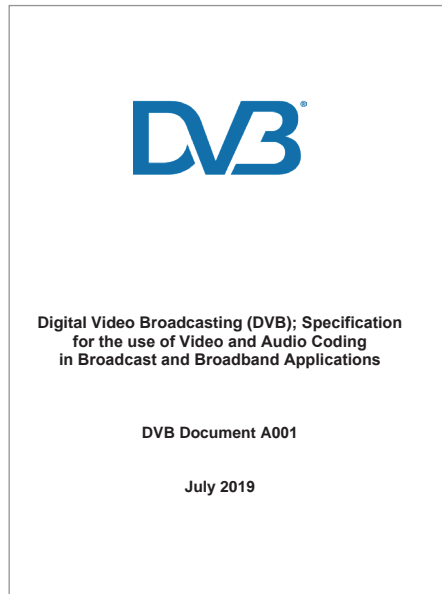 DVB®
Digital Video Broadcasting (DVB); Specification
for the use of Video and Audio Coding
in Broadcast and Broadband Applications
DVB Document A001
July 2019